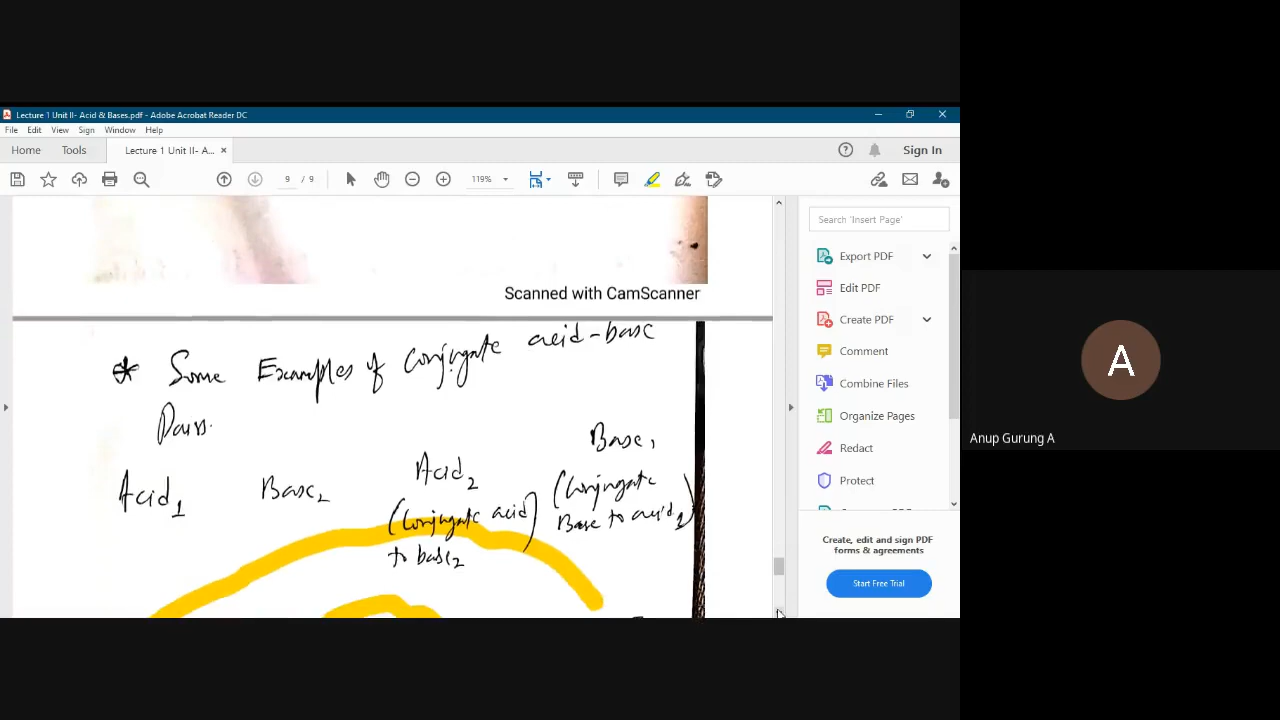 Lecture 1 Unit II- Acid & Bases.pdf - Adobe Acrobat Reader DC
File Edit View Sign Window Help
Home Tools Lecture 1 Unit II- A... × Sign In
9 / 9 119%
Search 'Insert Page'
Export PDF
Edit PDF
Create PDF
Comment
Combine Files
Organize Pages
Redact
Protect
Create, edit and sign PDF
forms & agreements
Start Free Trial
Scanned with CamScanner
* Some Examples of Conjugate acid-base
Pairs.
Acid1 Base2 Acid2 Base1
(Conjugate acid) (Conjugate
to base2 Base to acid1)
A
Anup Gurung A